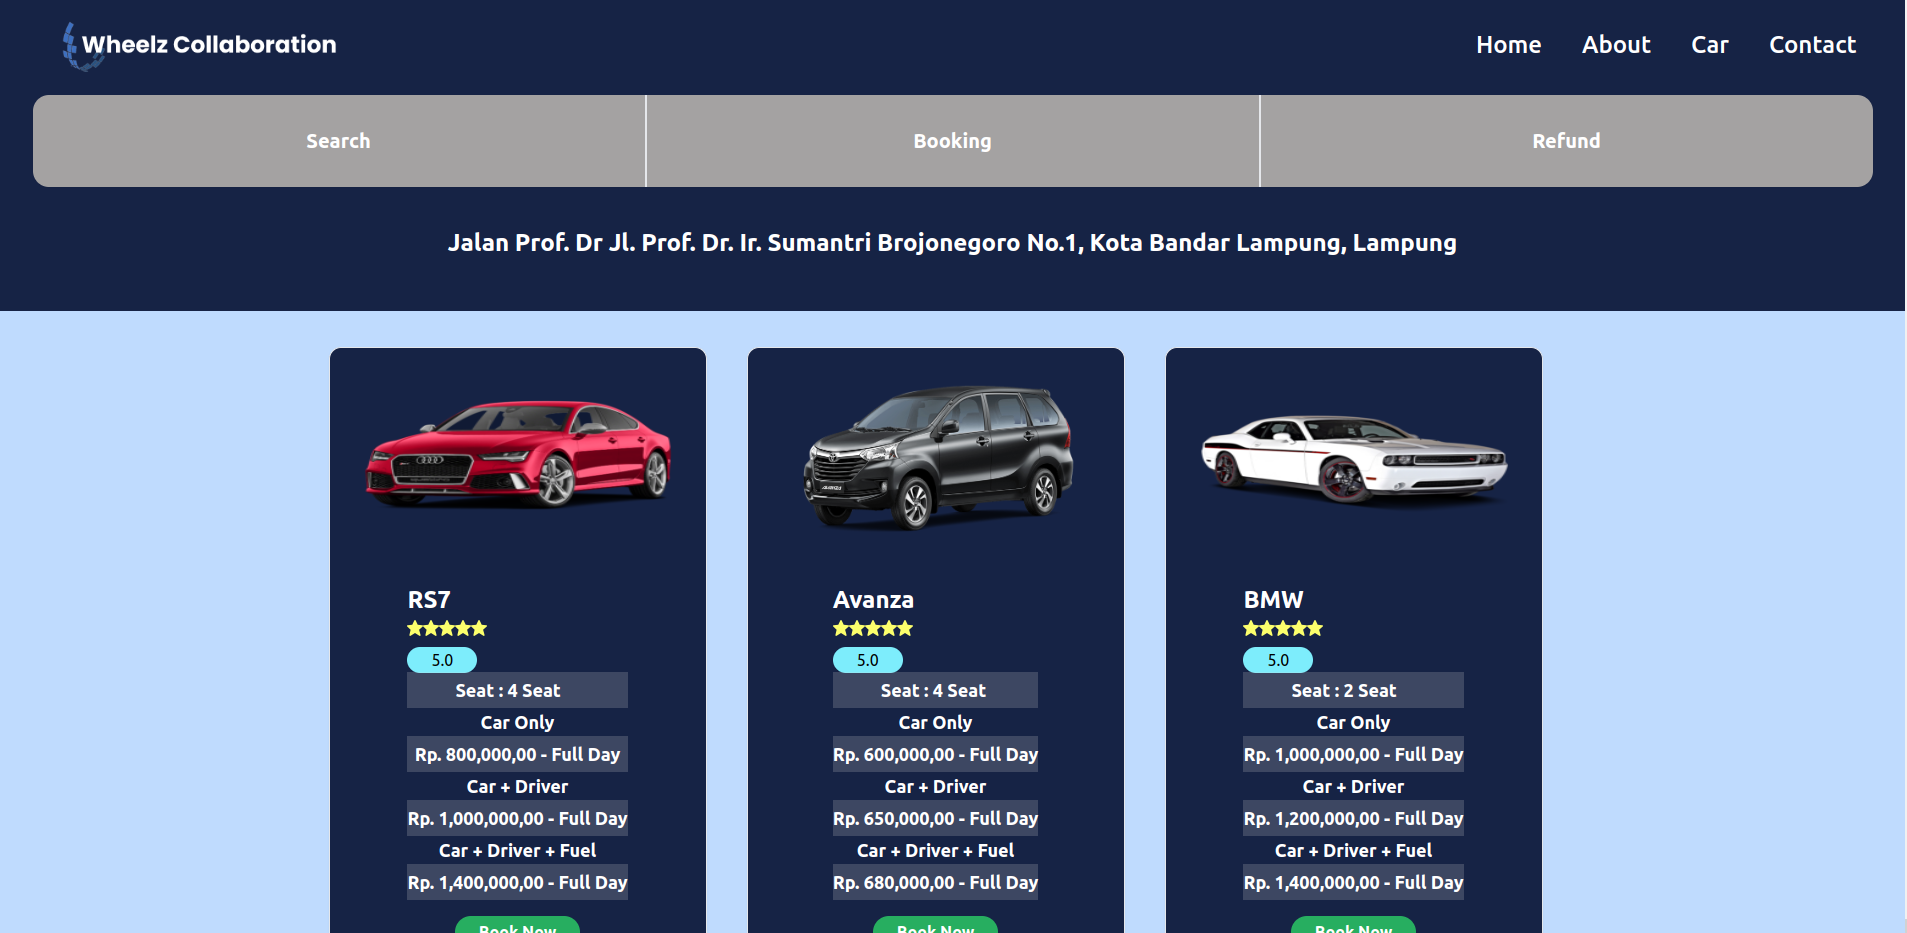 Wheelz Collaboration
Home About Car Contact
Search Booking Refund
Jalan Prof. Dr Jl. Prof. Dr. Ir. Sumantri Brojonegoro No.1, Kota Bandar Lampung, Lampung
RS7
5.0
Seat : 4 Seat
Car Only
Rp. 800,000,00 - Full Day
Car + Driver
Rp. 1,000,000,00 - Full Day
Car + Driver + Fuel
Rp. 1,400,000,00 - Full Day
Book Now
AVANZA
Avanza
5.0
Seat : 4 Seat
Car Only
Rp. 600,000,00 - Full Day
Car + Driver
Rp. 650,000,00 - Full Day
Car + Driver + Fuel
Rp. 680,000,00 - Full Day
Book Now
BMW
5.0
Seat : 2 Seat
Car Only
Rp. 1,000,000,00 - Full Day
Car + Driver
Rp. 1,200,000,00 - Full Day
Car + Driver + Fuel
Rp. 1,400,000,00 - Full Day
Book Now